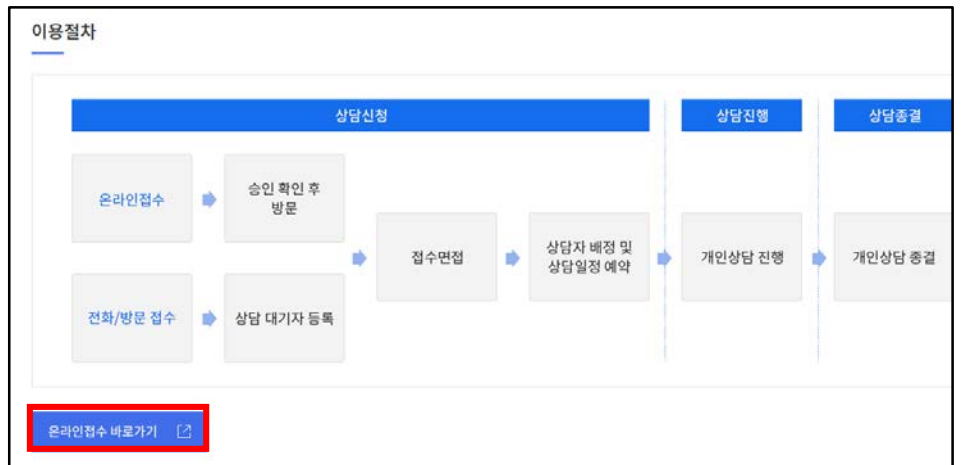 이용절차
상담신청
상담진행
상담종결
온라인접수
승인 확인 후
방문
전화/방문 접수
상담 대기자 등록
접수면접
상담자 배정 및
상담일정 예약
개인상담 진행
개인상담 종결
온라인접수 바로가기